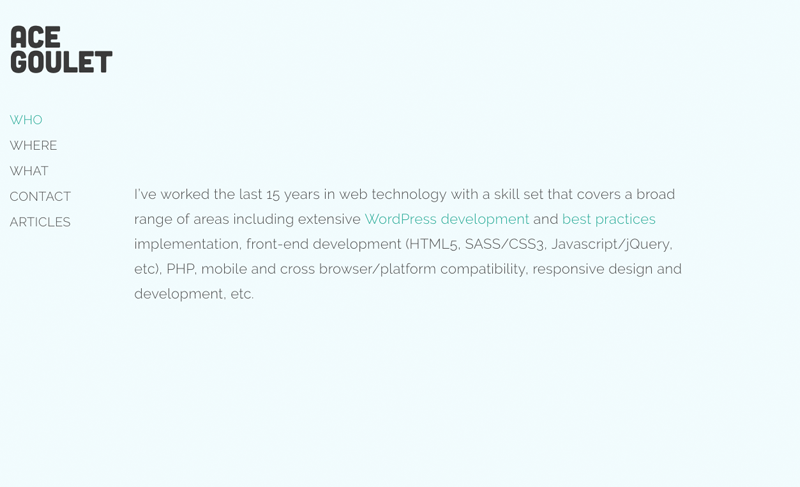 ACE
GOULET
WHO
WHERE
WHAT
CONTACT
ARTICLES
I've worked the last 15 years in web technology with a skill set that covers a broad
range of areas including extensive WordPress development and best practices
implementation, front-end development (HTML5, SASS/CSS3, Javascript/jQuery,
etc), PHP, mobile and cross browser/platform compatibility, responsive design and
development, etc.